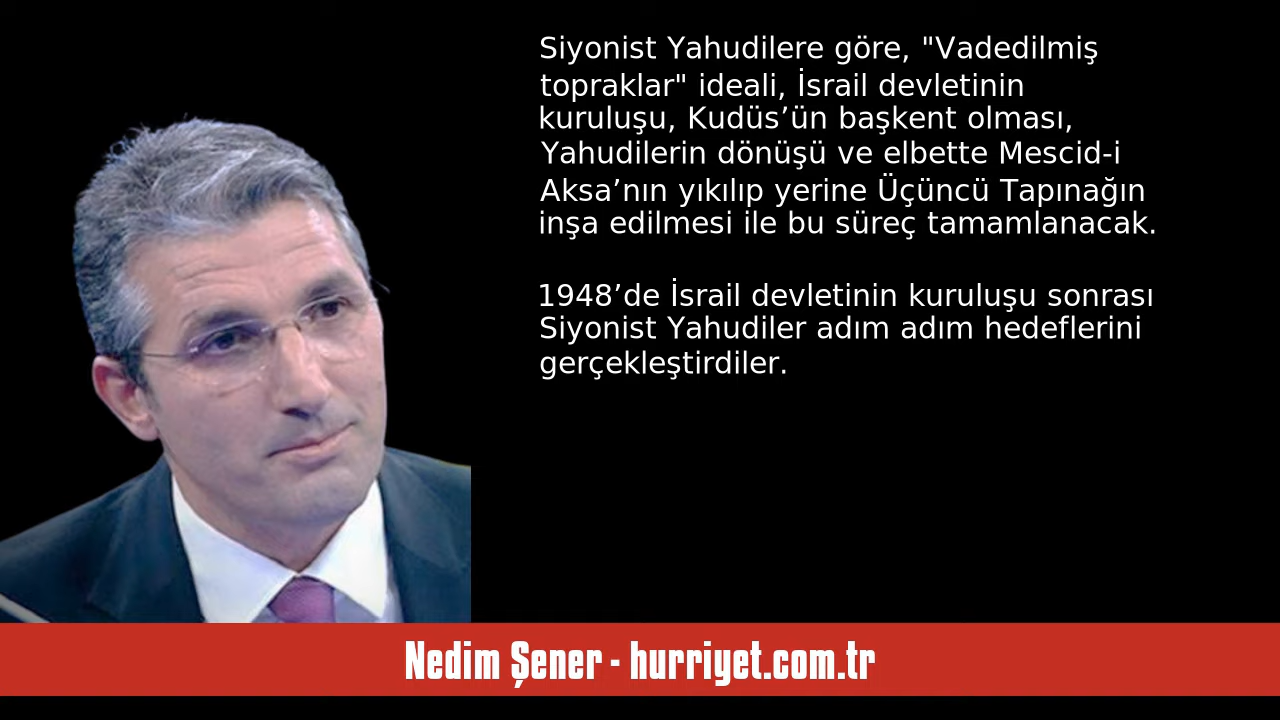 Siyonist Yahudilere göre, "Vadedilmiş
topraklar" ideali, İsrail devletinin
kuruluşu, Kudüs’ün başkent olması,
Yahudilerin dönüşü ve elbette Mescid-i
Aksa’nın yıkılıp yerine Üçüncü Tapınağın
inşa edilmesi ile bu süreç tamamlanacak.
1948’de İsrail devletinin kuruluşu sonrası
Siyonist Yahudiler adım adım hedeflerini
gerçekleştirdiler.
Nedim Şener - hurriyet.com.tr